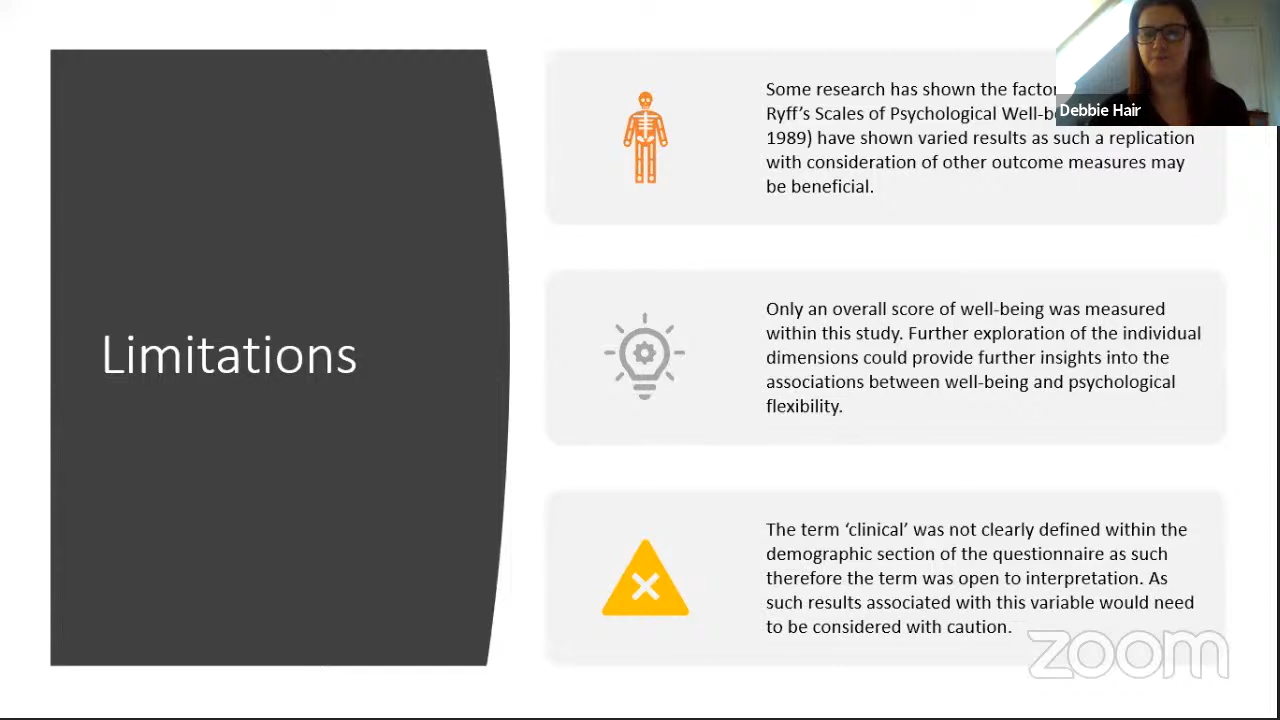 Limitations
Some research has shown the
Ryff's Scales of Psychological
1989) have shown varied results as such a replication
with consideration of other outcome measures may
be beneficial.
Only an overall score of well-being was measured
within this study. Further exploration of the individual
dimensions could provide further insights into the
associations between well-being and psychological
flexibility.
The term ‘clinical’ was not clearly defined within the
demographic section of the questionnaire as such
therefore the term was open to interpretation. As
such results associated with this variable would need
to be considered with caution.
Debbie Hair
zoom